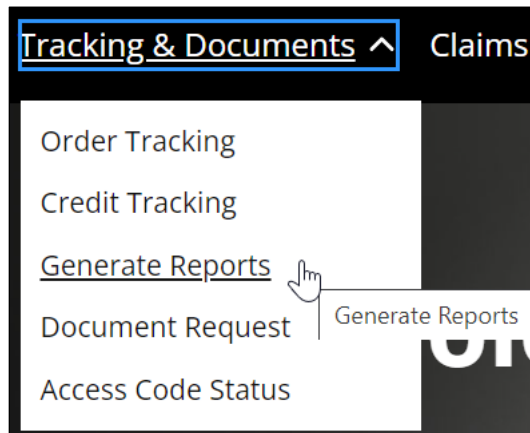 Tracking & Documents Claims
Order Tracking
Credit Tracking
Generate Reports
Generate Reports
Document Request
Access Code Status